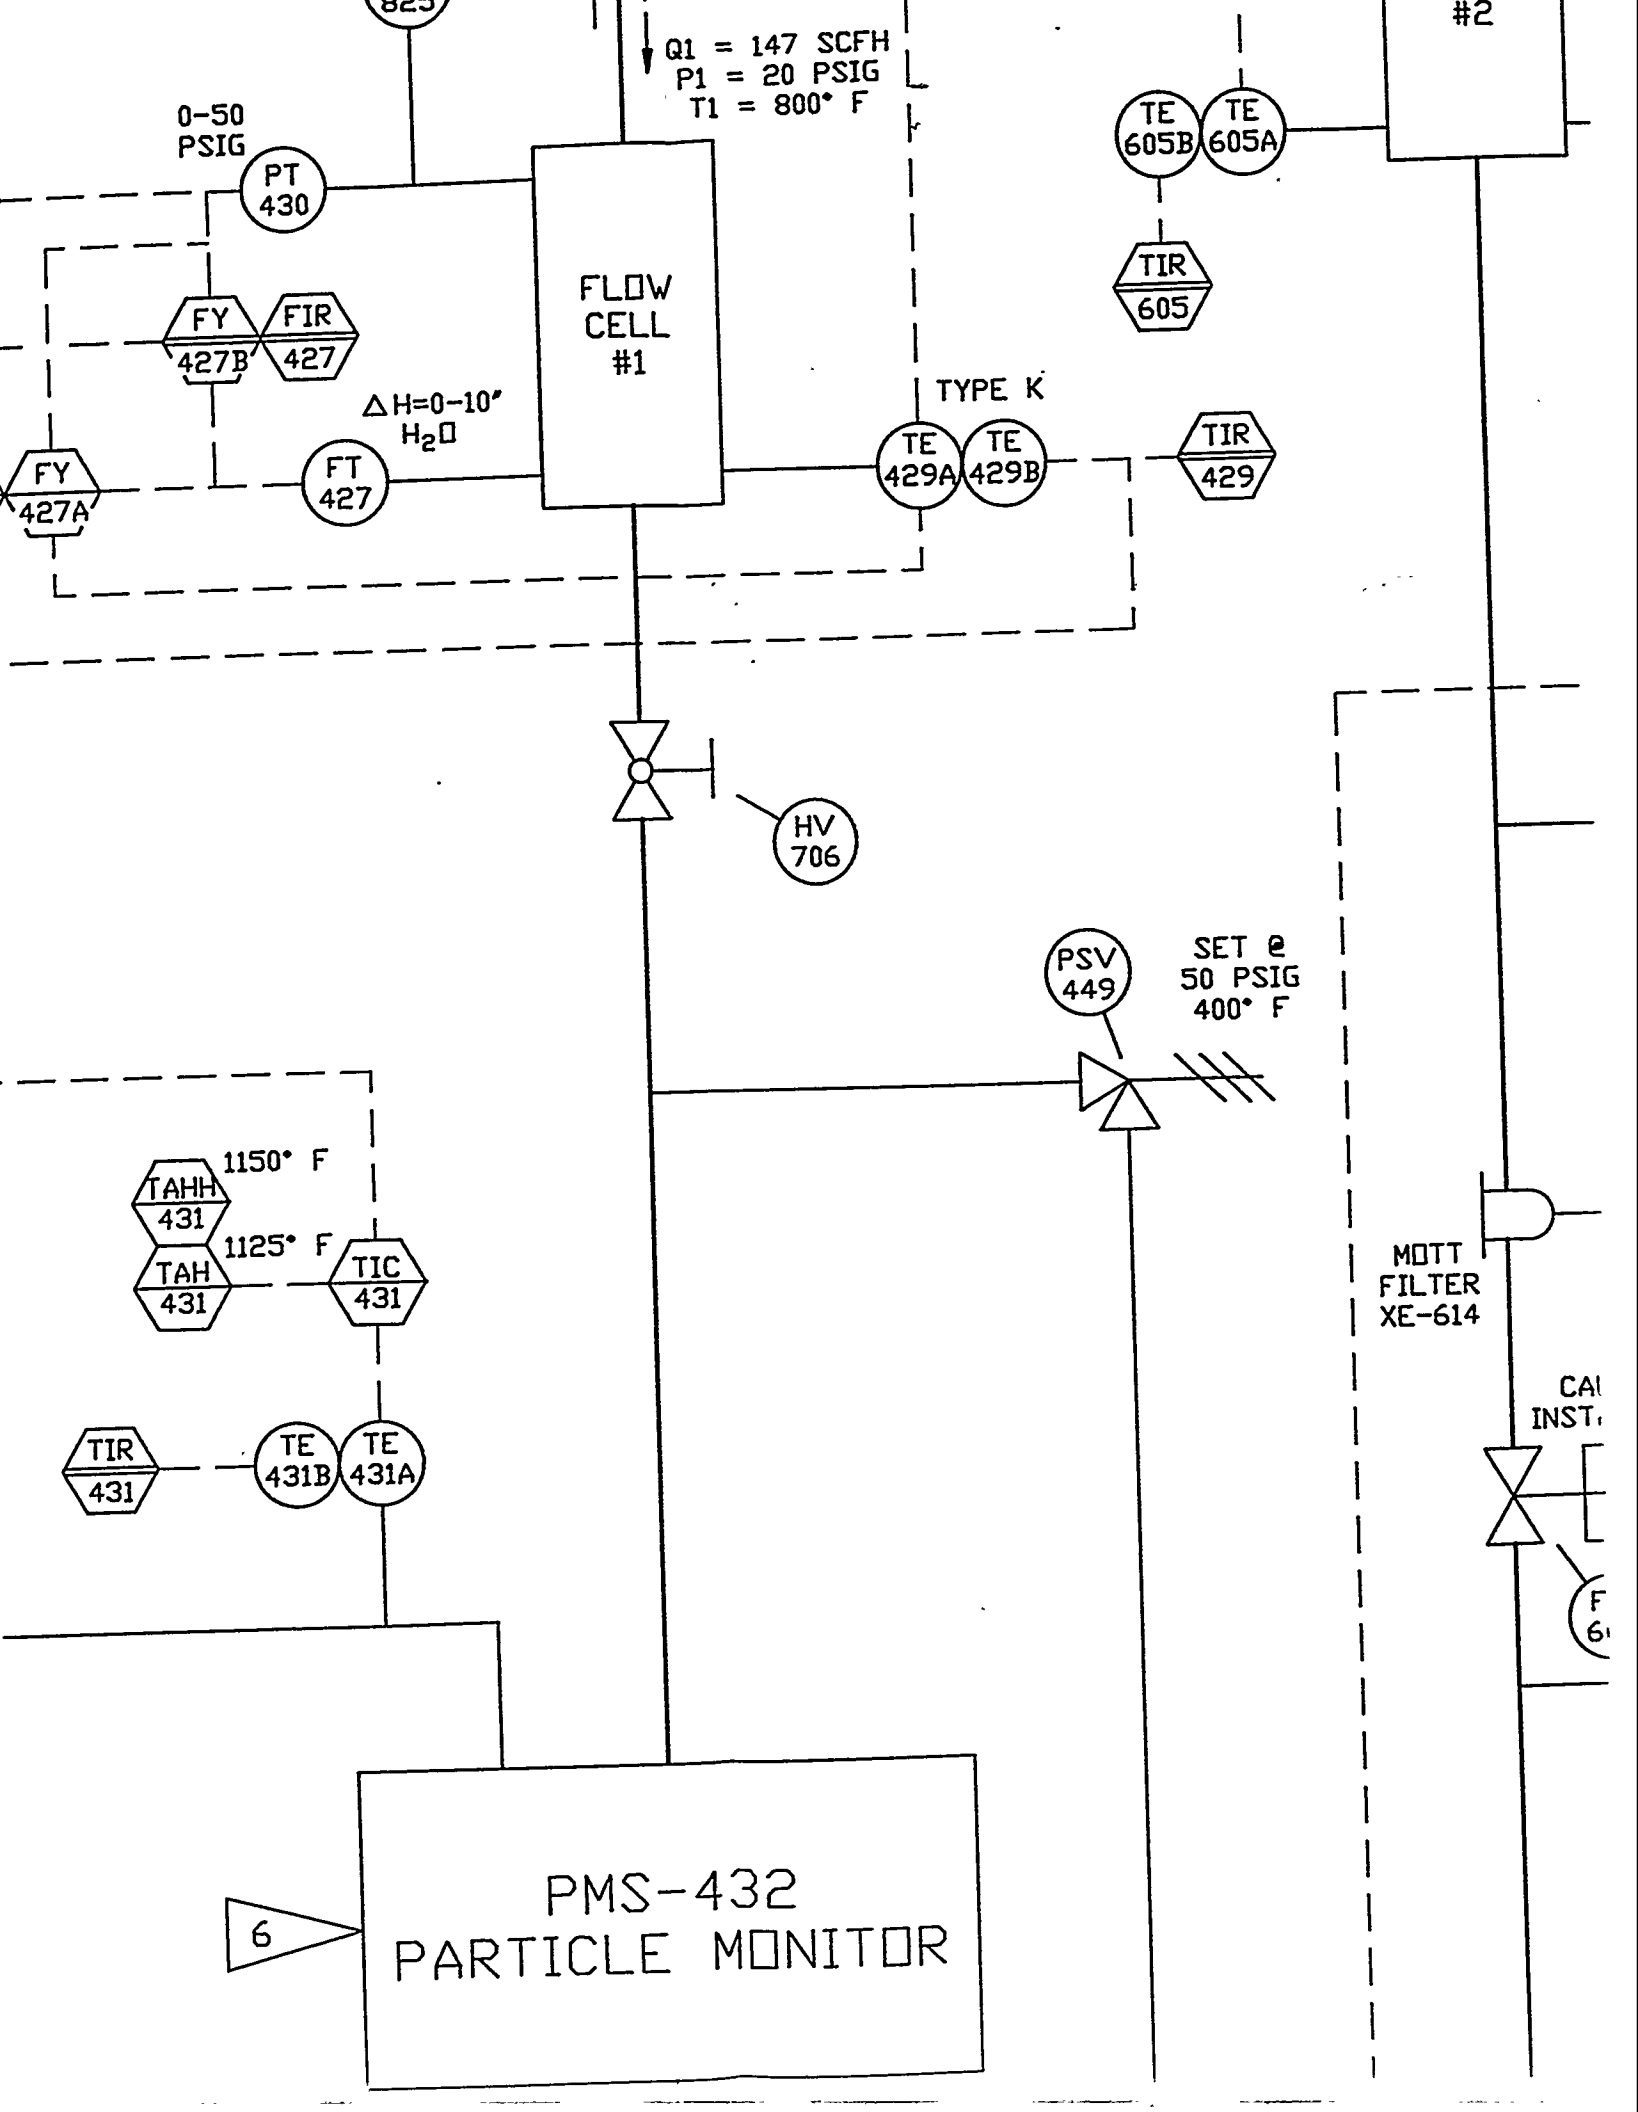 825
#2
Q1 = 147 SCFH
P1 = 20 PSIG
T1 = 800° F
0-50
PSIG
PT
430
TE
605B
TE
605A
TIR
605
FLOW
CELL
#1
FY
427B
FIR
427
ΔH=0-10"
H₂O
TYPE K
FY
427A
FT
427
TE
429A
TE
429B
TIR
429
HV
706
PSV
449
SET @
50 PSIG
400° F
TAHH
431
1150° F
TAH
431
1125° F
TIC
431
MOTT
FILTER
XE-614
TIR
431
TE
431B
TE
431A
6
PMS-432
PARTICLE MONITOR